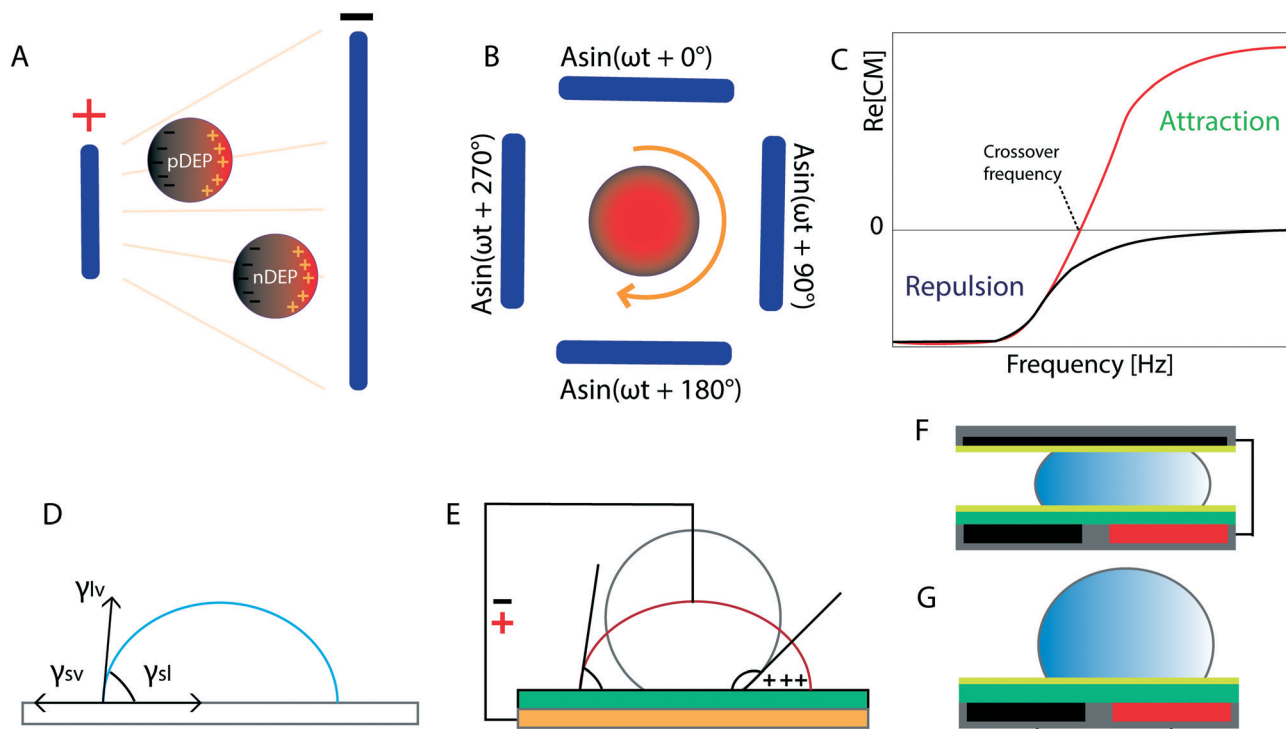 A
−
+
− − − − −
pDEP
+ + + + +
− − − − −
nDEP
+ + + + +
B
Asin(ωt + 0°)
Asin(ωt + 270°)
Asin(ωt + 90°)
Asin(ωt + 180°)
C
Re[CM]
Attraction
Crossover
frequency
0
Repulsion
Frequency [Hz]
D
γlv
γsv
γsl
E
−
+
+++
F
G